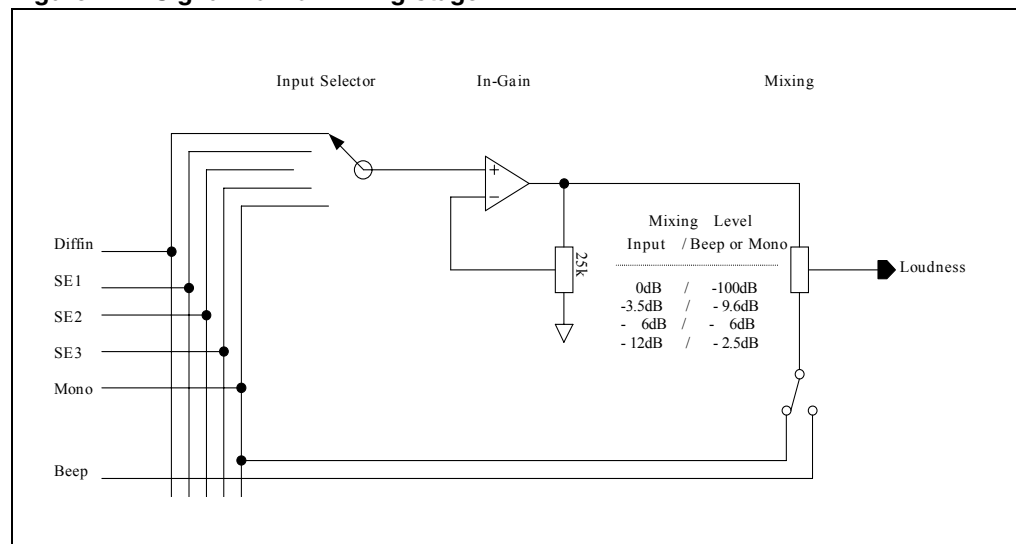 Input Selector In-Gain Mixing
+
−
Mixing Level
Input / Beep or Mono
25k
0dB / -100dB
-3.5dB / - 9.6dB
- 6dB / - 6dB
- 12dB / - 2.5dB
Loudness
Diffin
SE1
SE2
SE3
Mono
Beep